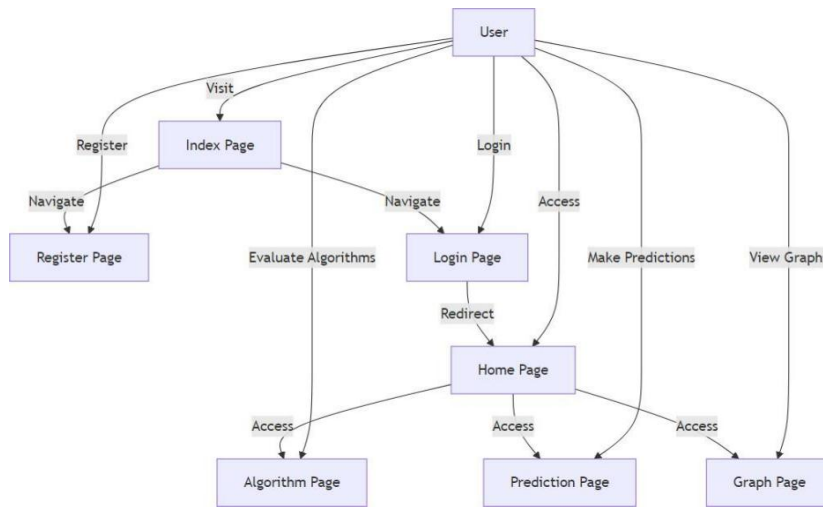 User
Visit
Register
Index Page
Login
Navigate
Navigate
Access
Register Page
Evaluate Algorithms
Login Page
Make Predictions
View Graph
Redirect
Home Page
Access
Access
Access
Algorithm Page
Prediction Page
Graph Page